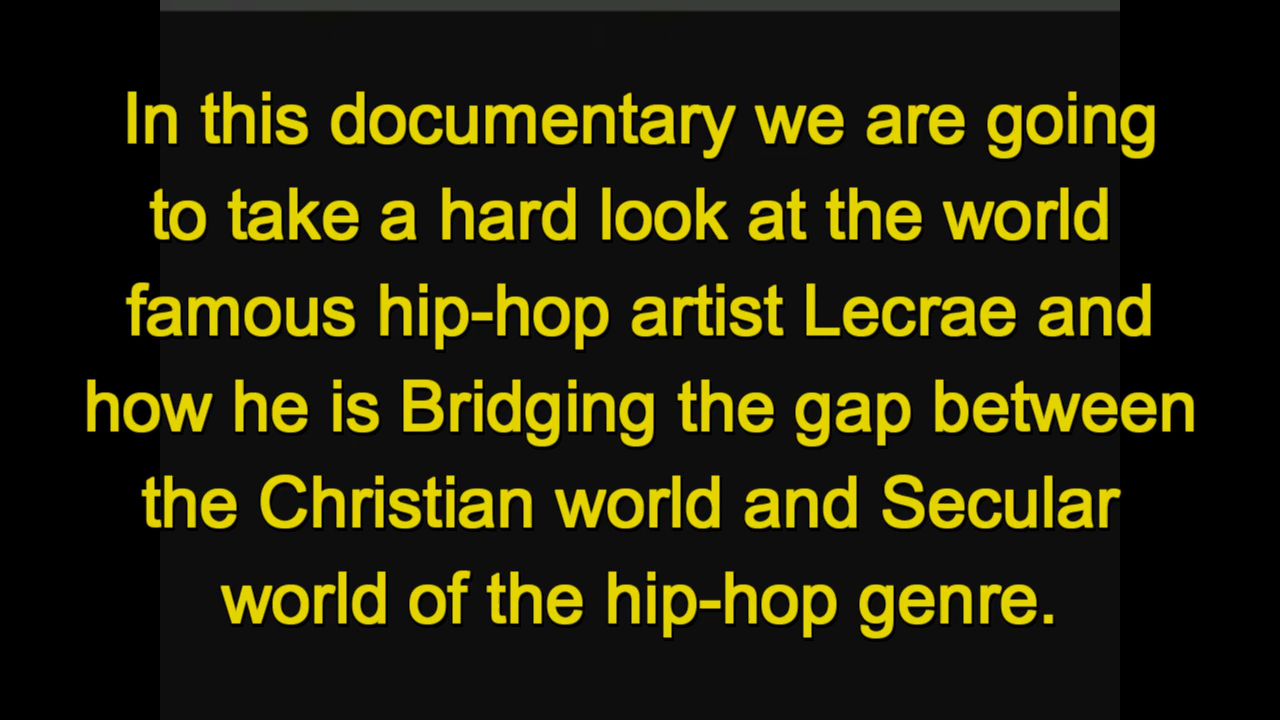 In this documentary we are going
to take a hard look at the world
famous hip-hop artist Lecrae and
how he is Bridging the gap between
the Christian world and Secular
world of the hip-hop genre.